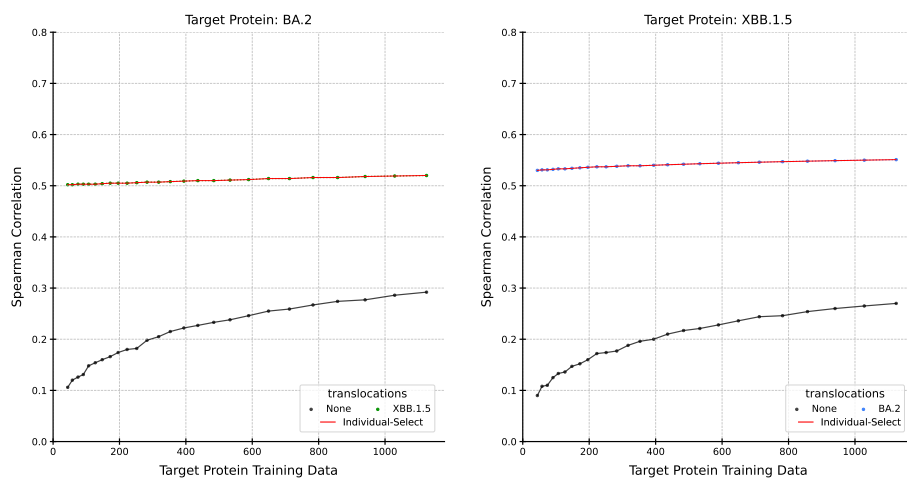 Target Protein: BA.2
0.8
0.7
0.6
0.5
0.4
0.3
0.2
0.1
0.0
Spearman Correlation
0 200 400 600 800 1000
Target Protein Training Data
translocations
None XBB.1.5
Individual-Select
Target Protein: XBB.1.5
0.8
0.7
0.6
0.5
0.4
0.3
0.2
0.1
0.0
Spearman Correlation
0 200 400 600 800 1000
Target Protein Training Data
translocations
None BA.2
Individual-Select